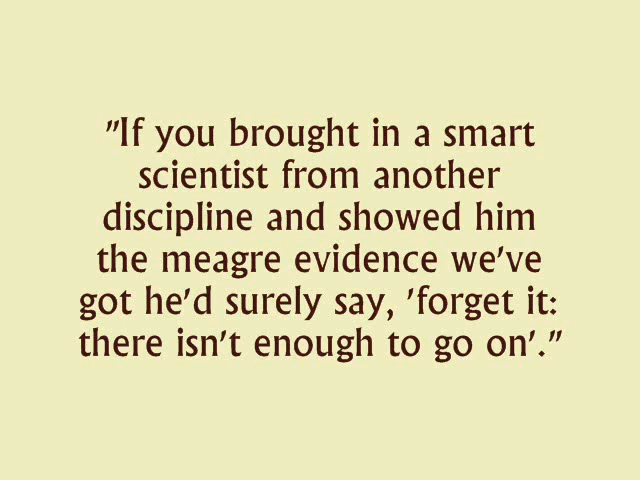 "If you brought in a smart
scientist from another
discipline and showed him
the meagre evidence we've
got he'd surely say, 'forget it:
there isn't enough to go on'."